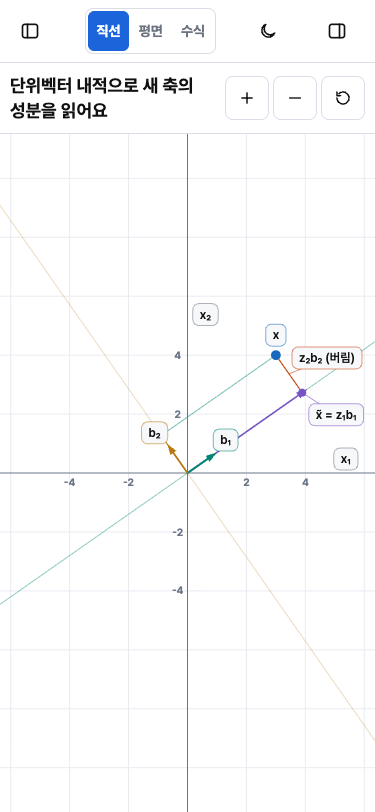 직선 평면 수식
단위벡터 내적으로 새 축의
성분을 읽어요
x₂
x
4
z₂b₂ (버림)
2
x̃ = z₁b₁
b₂
b₁
x₁
-4 -2 2 4
-2
-4